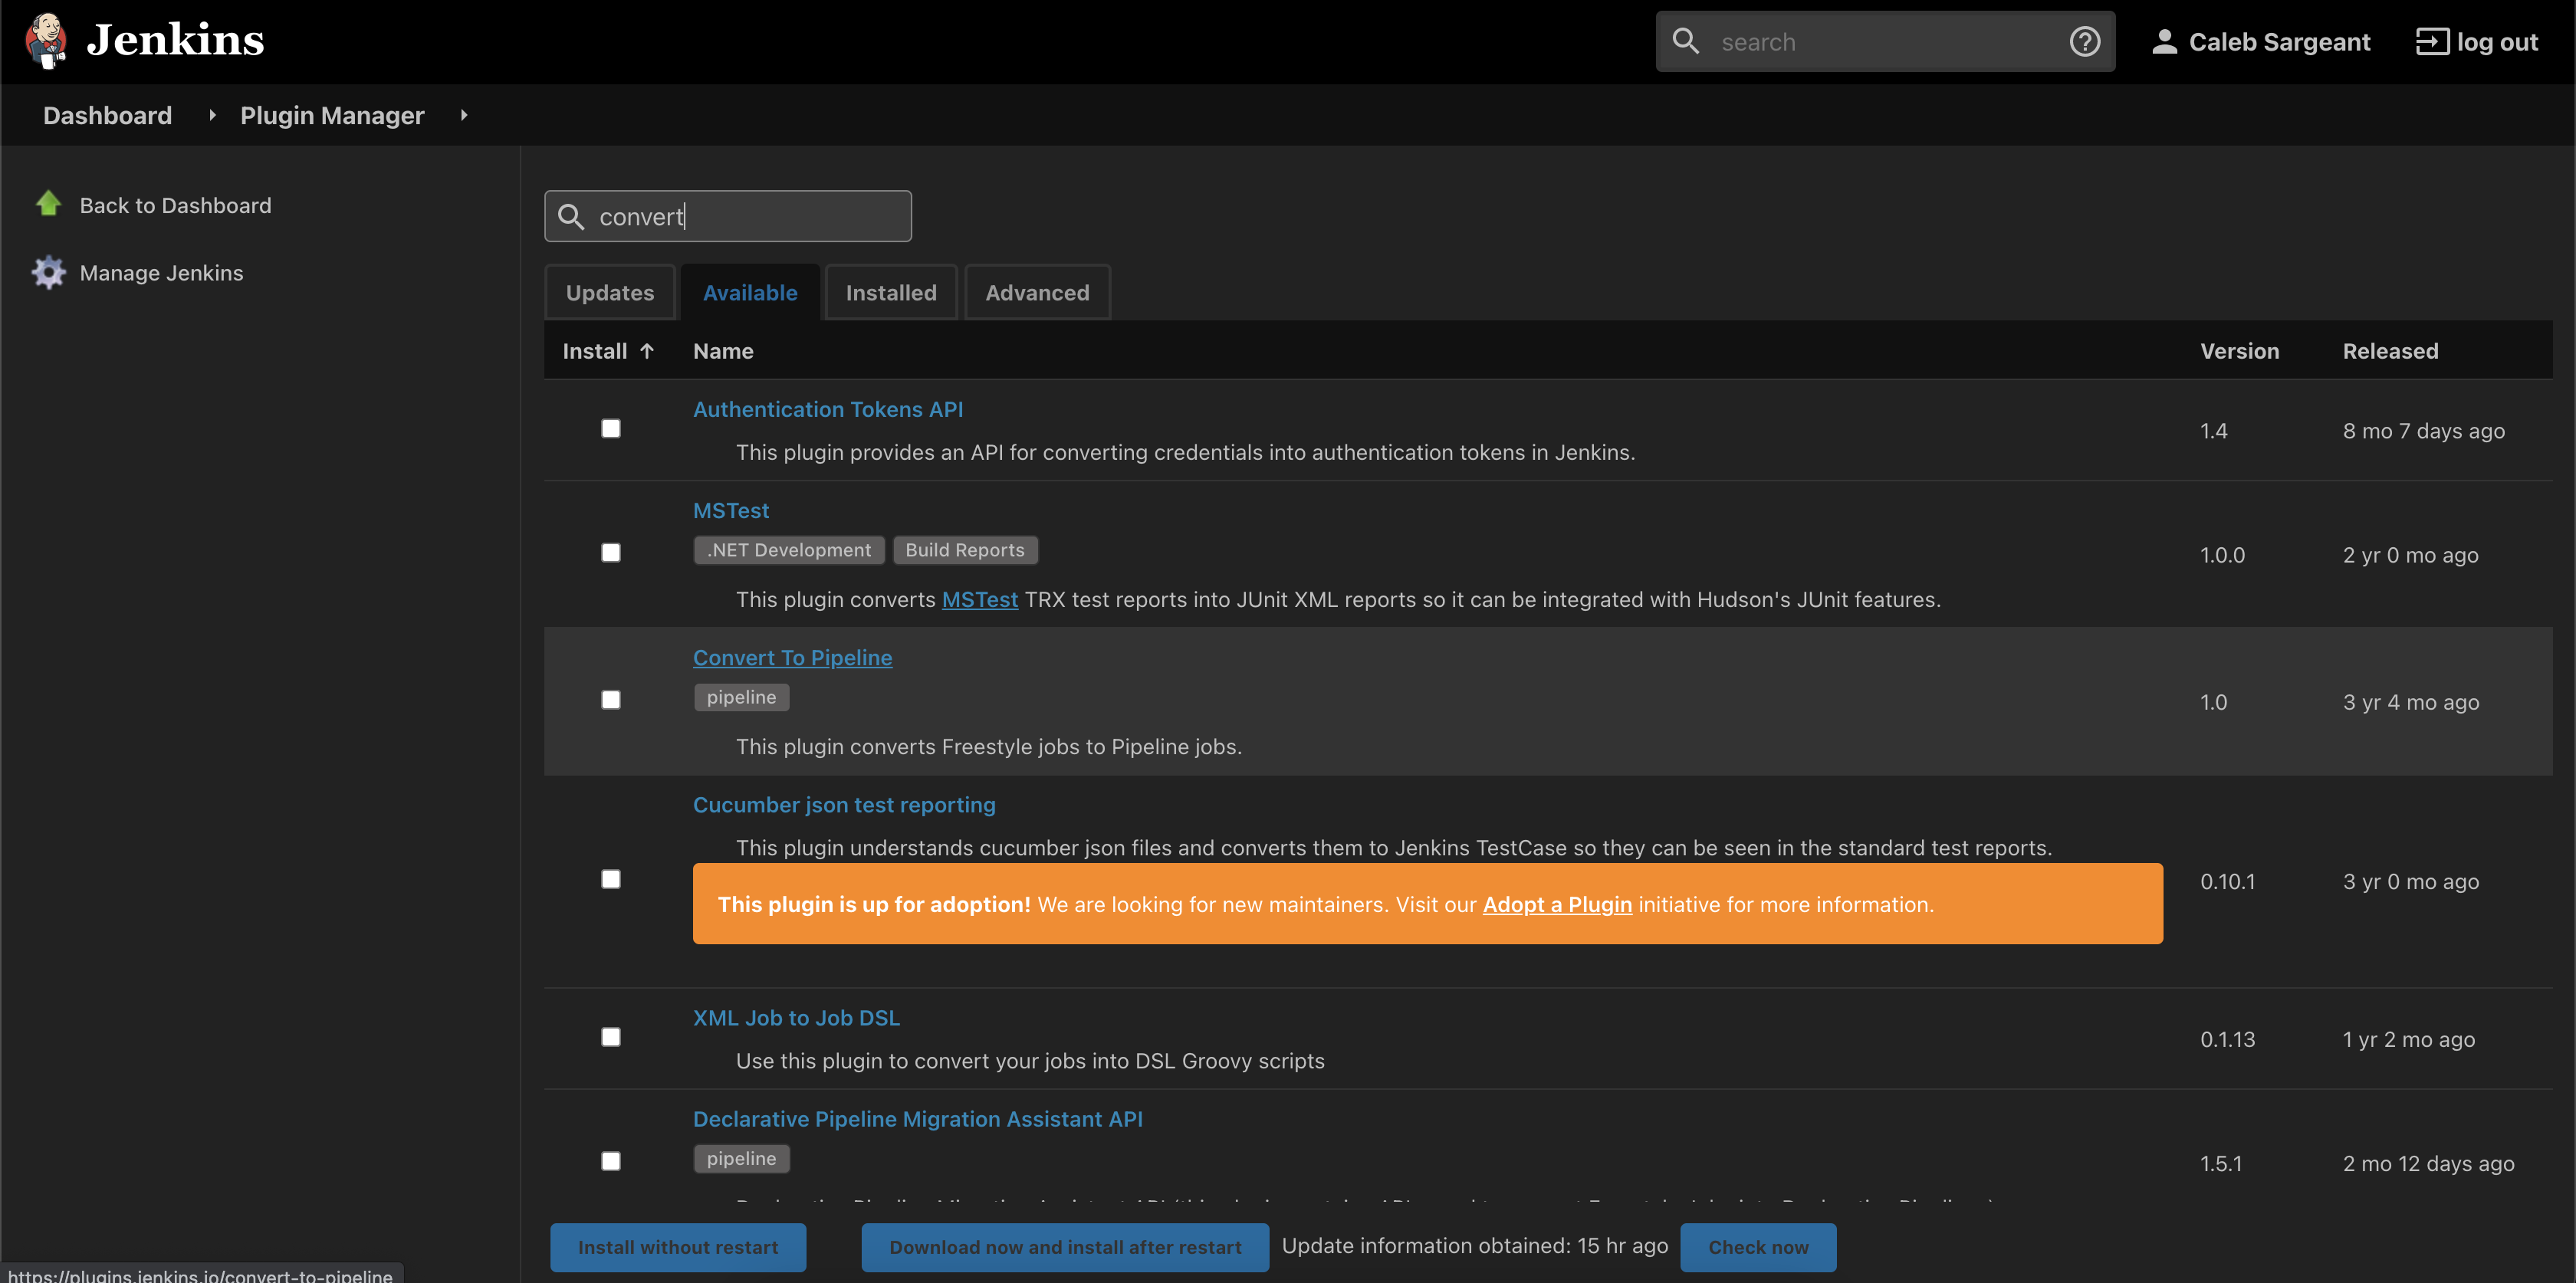 Jenkins
search
Caleb Sargeant
log out
Dashboard
Plugin Manager
Back to Dashboard
Manage Jenkins
convert
Updates
Available
Installed
Advanced
Install ↑ Name Version Released
Authentication Tokens API
This plugin provides an API for converting credentials into authentication tokens in Jenkins.
1.4
8 mo 7 days ago
MSTest
.NET Development Build Reports
This plugin converts MSTest TRX test reports into JUnit XML reports so it can be integrated with Hudson's JUnit features.
1.0.0
2 yr 0 mo ago
Convert To Pipeline
pipeline
This plugin converts Freestyle jobs to Pipeline jobs.
1.0
3 yr 4 mo ago
Cucumber json test reporting
This plugin understands cucumber json files and converts them to Jenkins TestCase so they can be seen in the standard test reports.
This plugin is up for adoption! We are looking for new maintainers. Visit our Adopt a Plugin initiative for more information.
0.10.1
3 yr 0 mo ago
XML Job to Job DSL
Use this plugin to convert your jobs into DSL Groovy scripts
0.1.13
1 yr 2 mo ago
Declarative Pipeline Migration Assistant API
pipeline
1.5.1
2 mo 12 days ago
Install without restart
Download now and install after restart
Update information obtained: 15 hr ago
Check now
https://plugins.jenkins.io/convert-to-pipeline